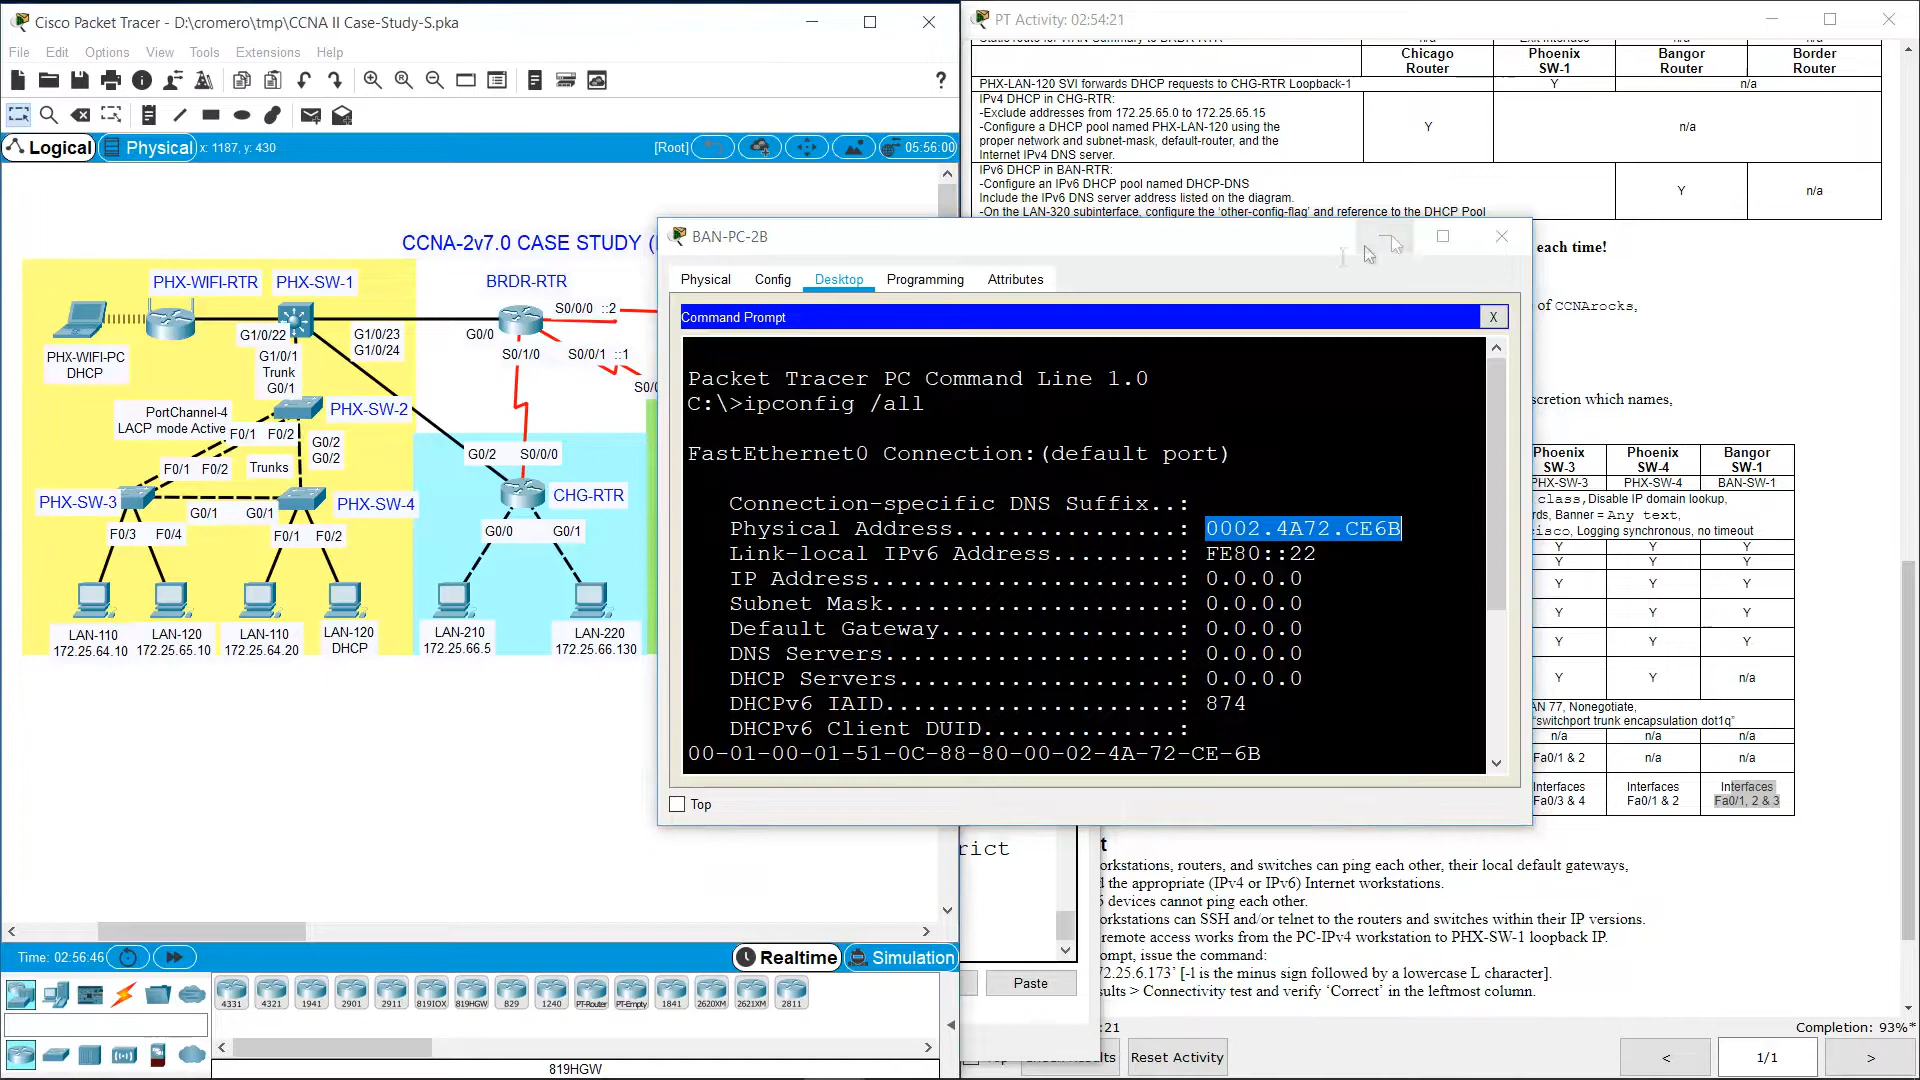 Cisco Packet Tracer - D:\cromero\tmp\CCNA II Case-Study-S.pka
File Edit Options View Tools Extensions Help
Logical
Physical
x: 1187, y: 430
[Root]
05:56:00
CCNA-2v7.0 CASE STUDY (
PHX-WIFI-RTR
PHX-SW-1
BRDR-RTR
S0/0/0 ::2
G1/0/22
G1/0/23
G1/0/24
G0/0
PHX-WIFI-PC
DHCP
G1/0/1
Trunk
G0/1
S0/1/0
S0/0/1 ::1
S0/
PortChannel-4
LACP mode Active
PHX-SW-2
F0/1 F0/2
G0/2
G0/2
F0/1 F0/2
Trunks
G0/2
S0/0/0
PHX-SW-3
G0/1
G0/1
PHX-SW-4
CHG-RTR
F0/3
F0/4
F0/1
F0/2
G0/0
G0/1
LAN-110
172.25.64.10
LAN-120
172.25.65.10
LAN-110
172.25.64.20
LAN-120
DHCP
LAN-210
172.25.66.5
LAN-220
172.25.66.130
Time: 02:56:46
Realtime
Simulation
4331
4321
1941
2901
2911
819IOX
819HGW
829
1240
PT-Router
PT-Empty
1841
2620XM
2621XM
2811
819HGW
PT Activity: 02:54:21
Chicago
Router
Phoenix
SW-1
Bangor
Router
Border
Router
PHX-LAN-120 SVI forwards DHCP requests to CHG-RTR Loopback-1
Y
n/a
IPv4 DHCP in CHG-RTR:
-Exclude addresses from 172.25.65.0 to 172.25.65.15
-Configure a DHCP pool named PHX-LAN-120 using the
proper network and subnet-mask, default-router, and the
Internet IPv4 DNS server.
Y
n/a
IPv6 DHCP in BAN-RTR:
-Configure an IPv6 DHCP pool named DHCP-DNS
Include the IPv6 DNS server address listed on the diagram.
-On the LAN-320 subinterface, configure the 'other-config-flag' and reference to the DHCP Pool
Y
n/a
BAN-PC-2B
Physical Config Desktop Programming Attributes
Command Prompt
X
Packet Tracer PC Command Line 1.0
C:\>ipconfig /all
FastEthernet0 Connection:(default port)
Connection-specific DNS Suffix..:
Physical Address................: 0002.4A72.CE6B
Link-local IPv6 Address.........: FE80::22
IP Address......................: 0.0.0.0
Subnet Mask.....................: 0.0.0.0
Default Gateway.................: 0.0.0.0
DNS Servers.....................: 0.0.0.0
DHCP Servers....................: 0.0.0.0
DHCPv6 IAID.....................: 874
DHCPv6 Client DUID..............:
00-01-00-01-51-0C-88-80-00-02-4A-72-CE-6B
Top
each time!
of CCNArocks,
scretion which names,
Phoenix
SW-3
Phoenix
SW-4
Bangor
SW-1
PHX-SW-3
PHX-SW-4
BAN-SW-1
class, Disable IP domain lookup,
rds, Banner = Any text,
cisco, Logging synchronous, no timeout
Y Y Y
Y Y Y
Y Y Y
Y Y Y
Y Y Y
Y Y n/a
AN 77, Nonegotiate,
"switchport trunk encapsulation dot1q"
n/a n/a n/a
Fa0/1 & 2
n/a
n/a
nterfaces
Fa0/3 & 4
Interfaces
Fa0/1 & 2
Interfaces
Fa0/1, 2 & 3
rict
t
orkstations, routers, and switches can ping each other, their local default gateways,
d the appropriate (IPv4 or IPv6) Internet workstations.
6 devices cannot ping each other.
orkstations can SSH and/or telnet to the routers and switches within their IP versions.
remote access works from the PC-IPv4 workstation to PHX-SW-1 loopback IP.
ompt, issue the command:
72.25.6.173' [-l is the minus sign followed by a lowercase L character].
sults > Connectivity test and verify 'Correct' in the leftmost column.
Paste
:21
Completion: 93%*
Reset Activity
<
1/1
>